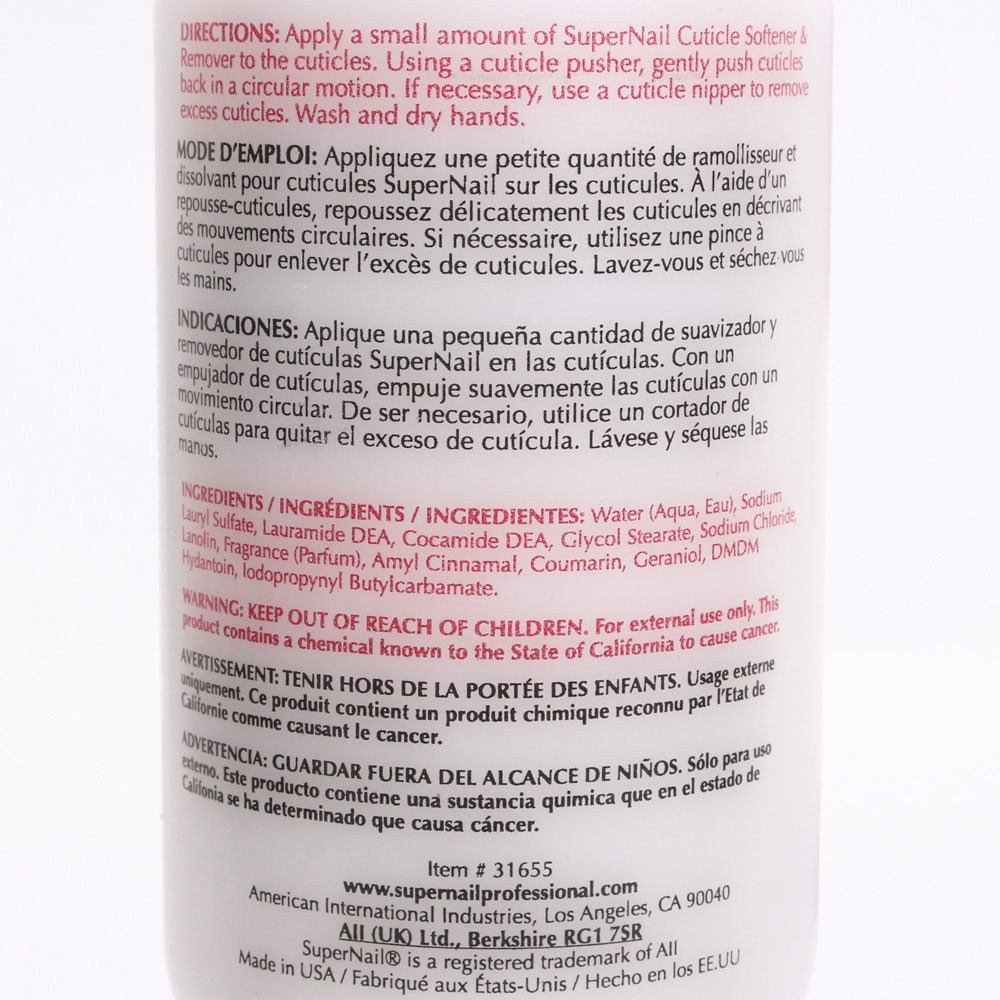 DIRECTIONS: Apply a small amount of SuperNail Cuticle Softener &
Remover to the cuticles. Using a cuticle pusher, gently push cuticles
back in a circular motion. If necessary, use a cuticle nipper to remove
excess cuticles. Wash and dry hands.
MODE D'EMPLOI: Appliquez une petite quantité de ramollisseur et
dissolvant pour cuticules SuperNail sur les cuticules. À l'aide d'un
repousse-cuticules, repoussez délicatement les cuticules en décrivant
des mouvements circulaires. Si nécessaire, utilisez une pince à
cuticules pour enlever l'excès de cuticules. Lavez-vous et séchez-vous
les mains.
INDICACIONES: Aplique una pequeña cantidad de suavizador y
removedor de cutículas SuperNail en las cutículas. Con un
empujador de cutículas, empuje suavemente las cutículas con un
movimiento circular. De ser necesario, utilice un cortador de
cutículas para quitar el exceso de cutícula. Lávese y séquese las
manos.
INGREDIENTS / INGRÉDIENTS / INGREDIENTES: Water (Aqua, Eau), Sodium
Lauryl Sulfate, Lauramide DEA, Cocamide DEA, Glycol Stearate, Sodium Chloride,
Lanolin, Fragrance (Parfum), Amyl Cinnamal, Coumarin, Geraniol, DMDM
Hydantoin, Iodopropynyl Butylcarbamate.
WARNING: KEEP OUT OF REACH OF CHILDREN. For external use only. This
product contains a chemical known to the State of California to cause cancer.
AVERTISSEMENT: TENIR HORS DE LA PORTÉE DES ENFANTS. Usage externe
uniquement. Ce produit contient un produit chimique reconnu par l'Etat de
Californie comme causant le cancer.
ADVERTENCIA: GUARDAR FUERA DEL ALCANCE DE NIÑOS. Sólo para uso
externo. Este producto contiene una sustancia quimica que en el estado de
Califonia se ha determinado que causa cáncer.
Item # 31655
www.supernailprofessional.com
American International Industries, Los Angeles, CA 90040
AII (UK) Ltd., Berkshire RG1 7SR
SuperNail® is a registered trademark of AII
Made in USA / Fabriqué aux États-Unis / Hecho en los EE.UU